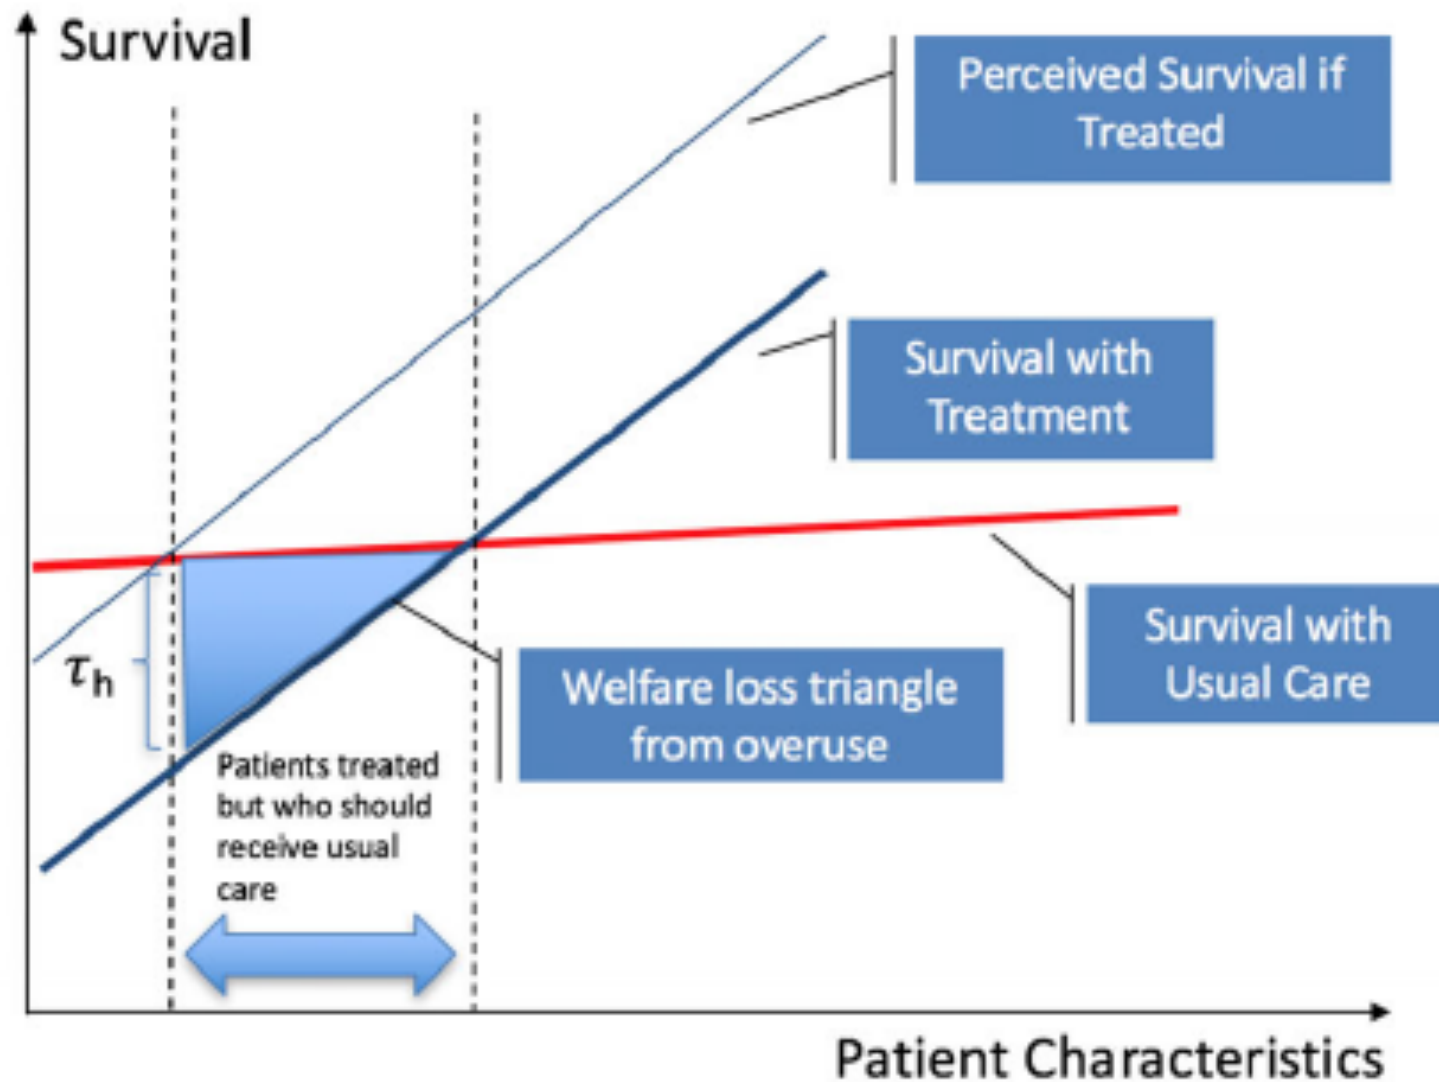 Survival
Perceived Survival if
Treated
Survival with
Treatment
Survival with
Usual Care
τh
Welfare loss triangle
from overuse
Patients treated
but who should
receive usual
care
Patient Characteristics